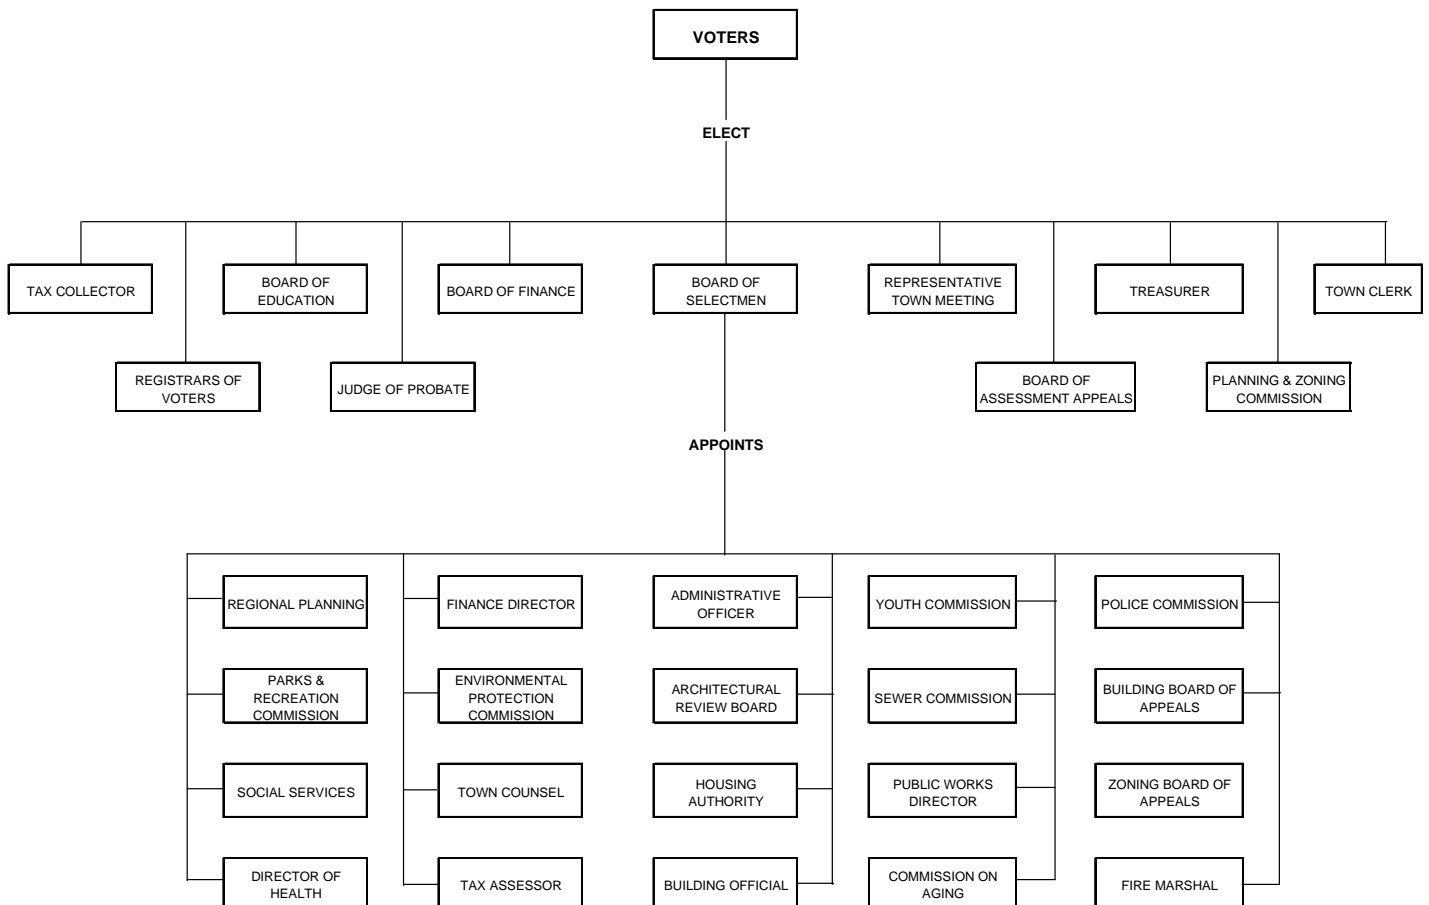 VOTERS
ELECT
TAX COLLECTOR
BOARD OF
EDUCATION
BOARD OF FINANCE
BOARD OF
SELECTMEN
REPRESENTATIVE
TOWN MEETING
TREASURER
TOWN CLERK
REGISTRARS OF
VOTERS
JUDGE OF PROBATE
BOARD OF
ASSESSMENT APPEALS
PLANNING & ZONING
COMMISSION
APPOINTS
REGIONAL PLANNING
FINANCE DIRECTOR
ADMINISTRATIVE
OFFICER
YOUTH COMMISSION
POLICE COMMISSION
PARKS &
RECREATION
COMMISSION
ENVIRONMENTAL
PROTECTION
COMMISSION
ARCHITECTURAL
REVIEW BOARD
SEWER COMMISSION
BUILDING BOARD OF
APPEALS
SOCIAL SERVICES
TOWN COUNSEL
HOUSING
AUTHORITY
PUBLIC WORKS
DIRECTOR
ZONING BOARD OF
APPEALS
DIRECTOR OF
HEALTH
TAX ASSESSOR
BUILDING OFFICIAL
COMMISSION ON
AGING
FIRE MARSHAL